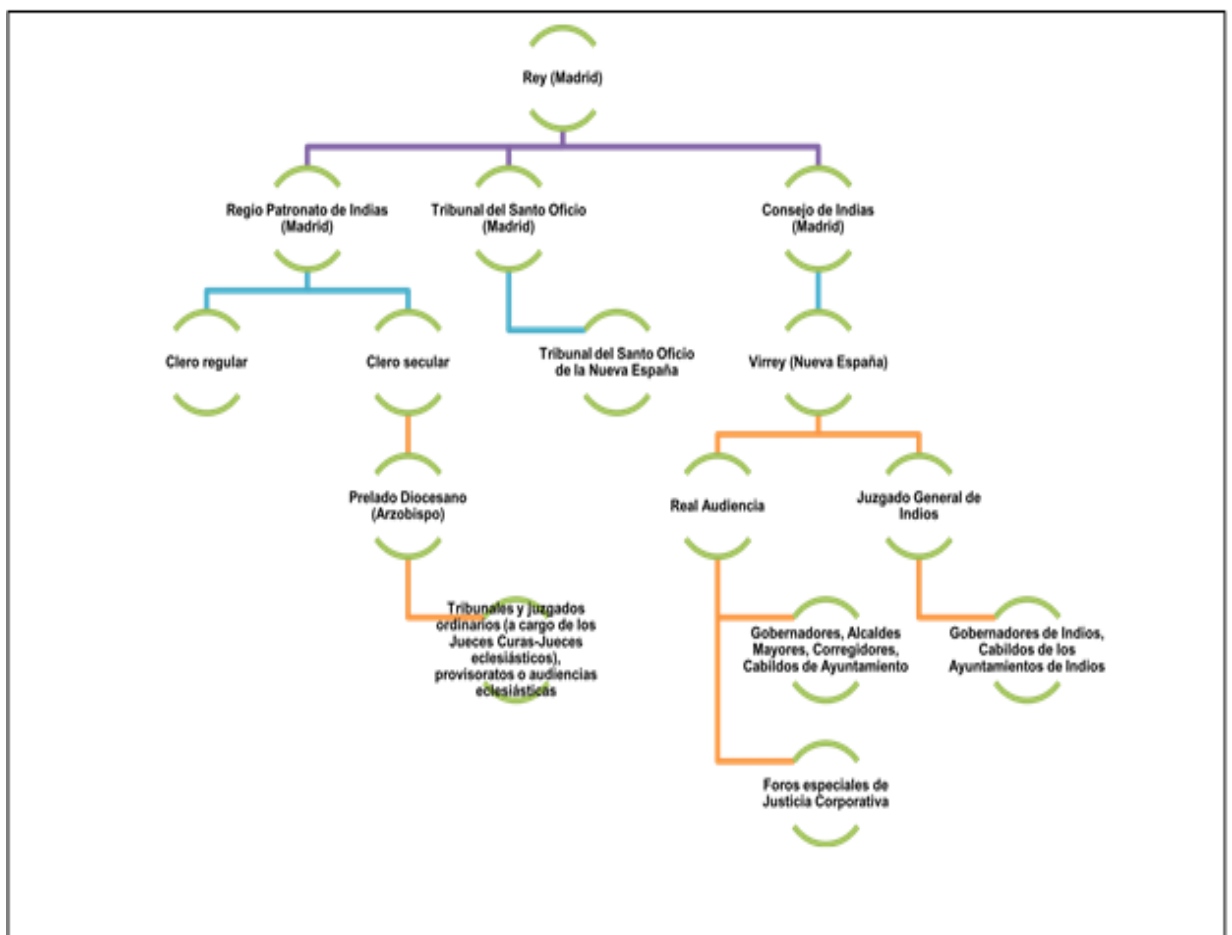 Rey (Madrid)
Regio Patronato de Indias
(Madrid)
Tribunal del Santo Oficio
(Madrid)
Consejo de Indias
(Madrid)
Clero regular
Clero secular
Tribunal del Santo Oficio
de la Nueva España
Virrey (Nueva España)
Prelado Diocesano
(Arzobispo)
Real Audiencia
Juzgado General de
Indios
Tribunales y juzgados
ordinarios (a cargo de los
Jueces Curas-Jueces
eclesiásticos),
provisoratos o audiencias
eclesiásticas
Gobernadores, Alcaldes
Mayores, Corregidores,
Cabildos de Ayuntamiento
Gobernadores de Indios,
Cabildos de los
Ayuntamientos de Indios
Foros especiales de
Justicia Corporativa